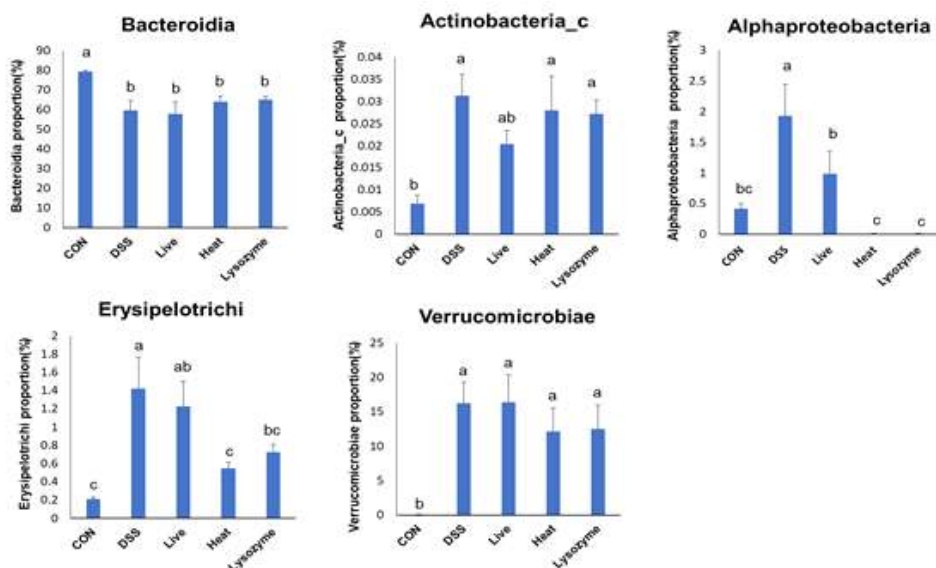 Bacteroidia
Bacteroidia proportion(%)
90
80
70
60
50
40
30
20
10
0
a
b
b
b
b
CON
DSS
Live
Heat
Lysozyme
Actinobacteria_c
Actinobacteria_c proportion(%)
0.04
0.035
0.03
0.025
0.02
0.015
0.01
0.005
0
b
a
ab
a
a
CON
DSS
Live
Heat
Lysozyme
Alphaproteobacteria
Alphaproteobacteria proportion(%)
3
2.5
2
1.5
1
0.5
0
bc
a
b
c
c
CON
DSS
Live
Heat
Lysozyme
Erysipelotrichi
Erysipelotrichi proportion(%)
2
1.8
1.6
1.4
1.2
1
0.8
0.6
0.4
0.2
0
c
a
ab
c
bc
CON
DSS
Live
Heat
Lysozyme
Verrucomicrobiae
Verrucomicrobiae proportion(%)
25
20
15
10
5
0
b
a
a
a
a
CON
DSS
Live
Heat
Lysozyme